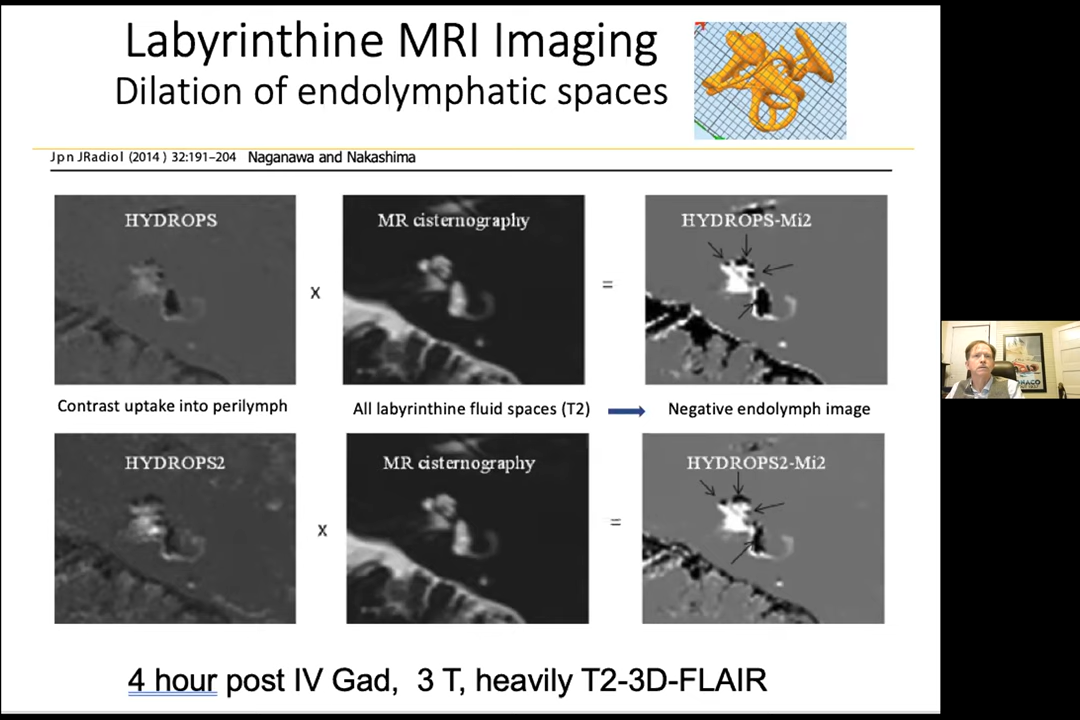 Labyrinthine MRI Imaging
Dilation of endolymphatic spaces
Jpn JRadiol (2014 ) 32:191–204 Naganawa and Nakashima
HYDROPS
MR cisternography
HYDROPS-Mi2
X
=
Contrast uptake into perilymph
All labyrinthine fluid spaces (T2)
Negative endolymph image
HYDROPS2
MR cisternography
HYDROPS2-Mi2
X
=
4 hour post IV Gad, 3 T, heavily T2-3D-FLAIR